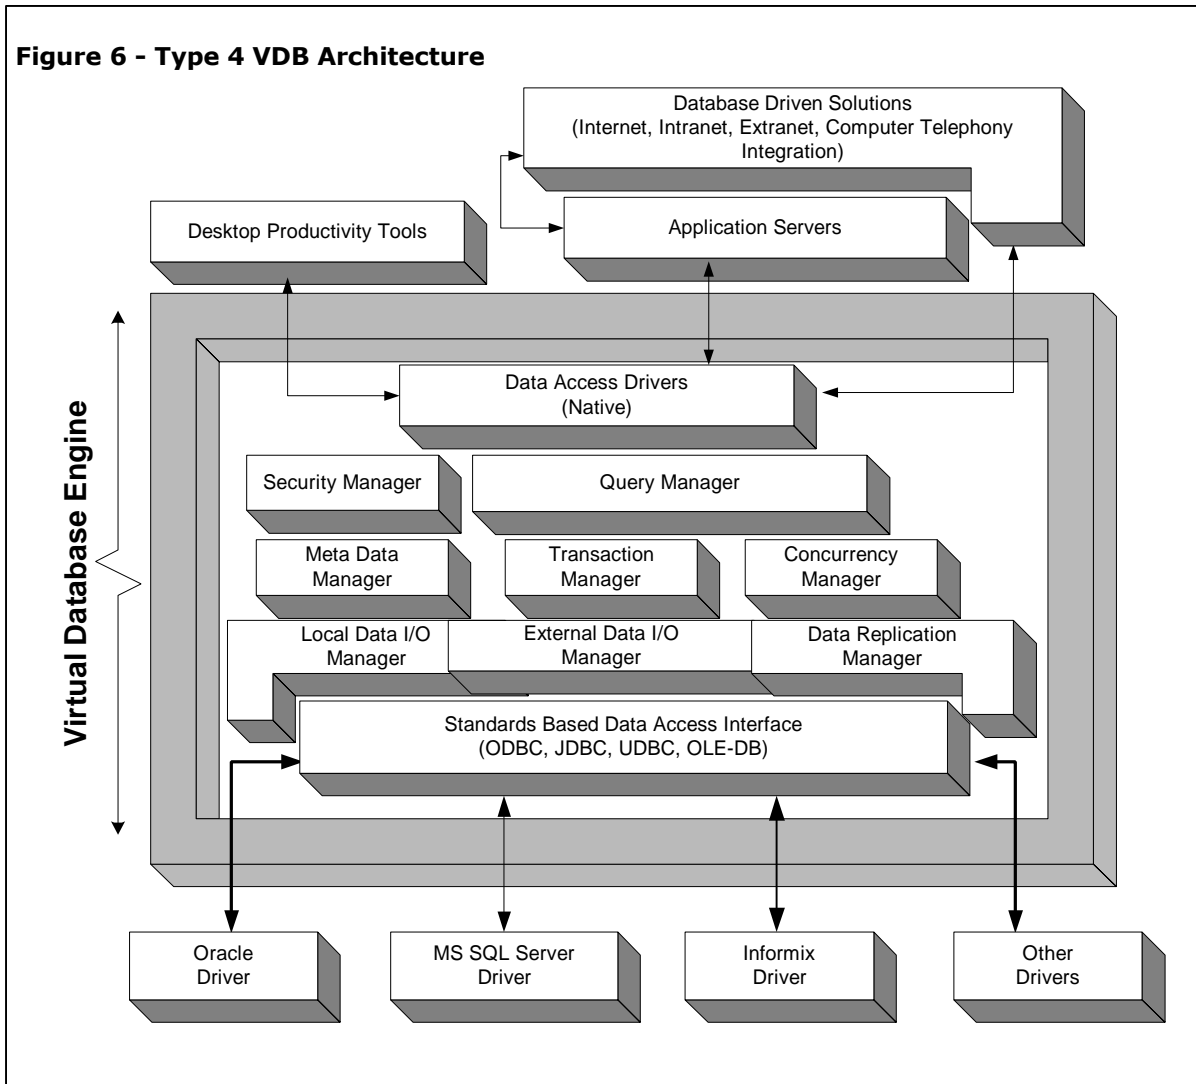 Figure 6 - Type 4 VDB Architecture
Database Driven Solutions
(Internet, Intranet, Extranet, Computer Telephony
Integration)
Desktop Productivity Tools
Application Servers
Virtual Database Engine
Data Access Drivers
(Native)
Security Manager
Query Manager
Meta Data
Manager
Transaction
Manager
Concurrency
Manager
Local Data I/O
Manager
External Data I/O
Manager
Data Replication
Manager
Standards Based Data Access Interface
(ODBC, JDBC, UDBC, OLE-DB)
Oracle
Driver
MS SQL Server
Driver
Informix
Driver
Other
Drivers